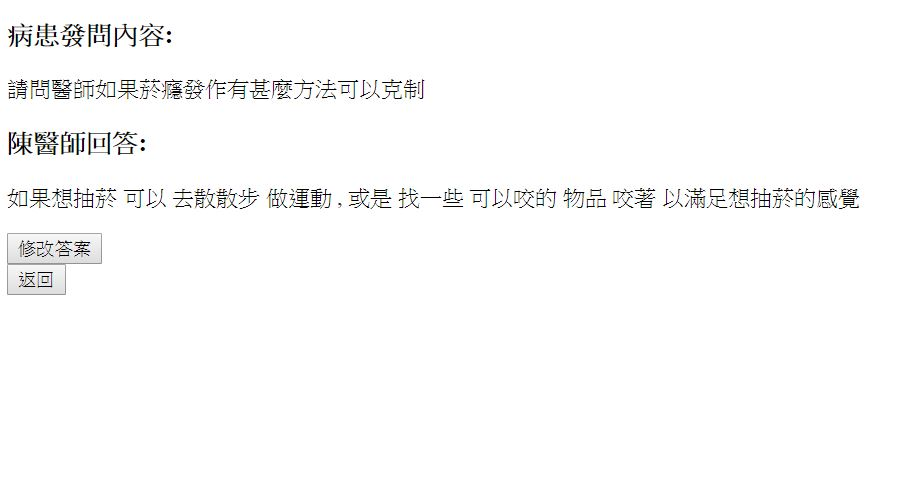 病患發問內容:
請問醫師如果菸癮發作有甚麼方法可以克制
陳醫師回答:
如果想抽菸 可以 去散散步 做運動 , 或是 找一些 可以咬的 物品 咬著 以滿足想抽菸的感覺
修改答案
返回